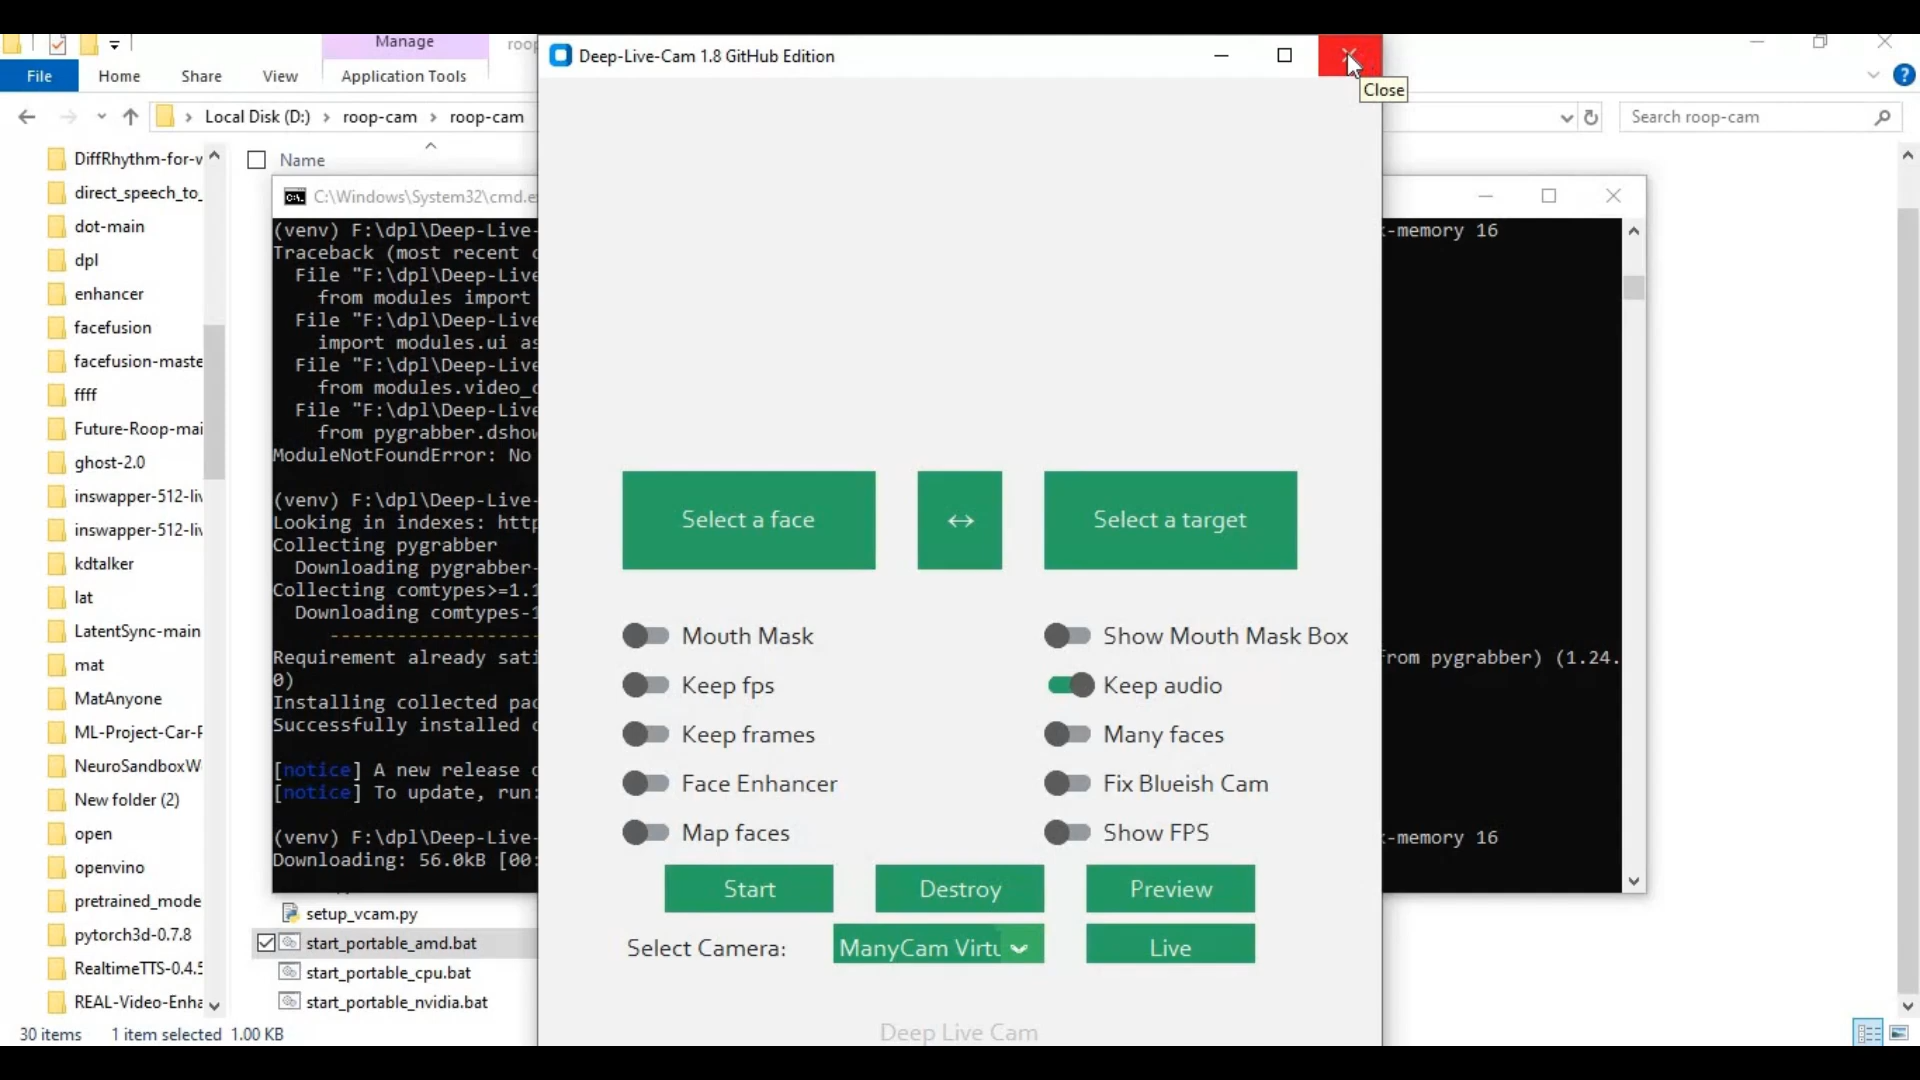 Manage
roop
Deep-Live-Cam 1.8 GitHub Edition
Close
File
Home
Share
View
Application Tools
Local Disk (D:)
roop-cam
roop-cam
Search roop-cam
Name
DiffRhythm-for-w
direct_speech_to_
dot-main
dpl
enhancer
facefusion
facefusion-maste
ffff
Future-Roop-mai
ghost-2.0
inswapper-512-liv
inswapper-512-liv
kdtalker
lat
LatentSync-main
mat
MatAnyone
ML-Project-Car-P
NeuroSandboxW
New folder (2)
open
openvino
pretrained_mode
pytorch3d-0.7.8
RealtimeTTS-0.4.5
REAL-Video-Enha
C:\Windows\System32\cmd.e
(venv) F:\dpl\Deep-Live- -memory 16
Traceback (most recent c
File "F:\dpl\Deep-Live
from modules import
File "F:\dpl\Deep-Live
import modules.ui as
File "F:\dpl\Deep-Live
from modules.video_c
File "F:\dpl\Deep-Live
from pygrabber.dshow
ModuleNotFoundError: No
(venv) F:\dpl\Deep-Live-
Looking in indexes: http
Collecting pygrabber
Downloading pygrabber-
Collecting comtypes>=1.1
Downloading comtypes-1
--------------------
Requirement already sati from pygrabber) (1.24.
0)
Installing collected pac
Successfully installed c
[notice] A new release o
[notice] To update, run:
(venv) F:\dpl\Deep-Live- -memory 16
Downloading: 56.0kB [00:
Select a face
↔
Select a target
Mouth Mask
Show Mouth Mask Box
Keep fps
Keep audio
Keep frames
Many faces
Face Enhancer
Fix Blueish Cam
Map faces
Show FPS
Start
Destroy
Preview
Select Camera:
ManyCam Virtu
Live
Deep Live Cam
setup_vcam.py
start_portable_amd.bat
start_portable_cpu.bat
start_portable_nvidia.bat
30 items
1 item selected 1.00 KB